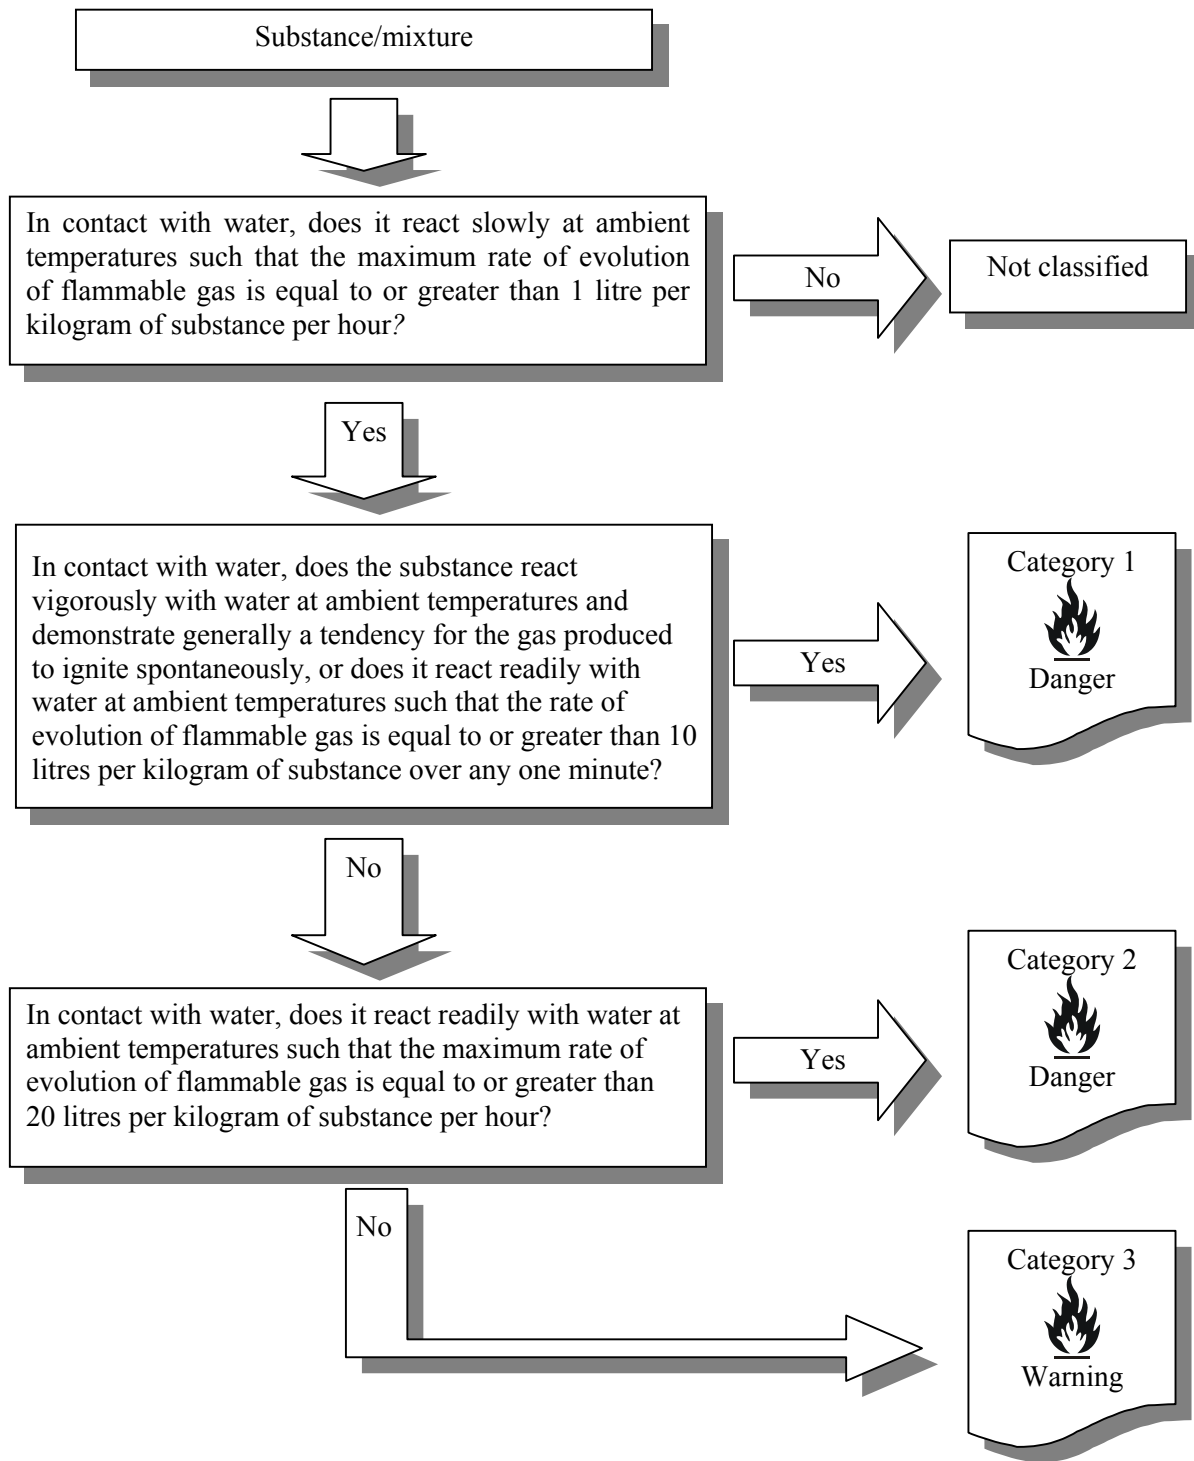 Substance/mixture
In contact with water, does it react slowly at ambient
temperatures such that the maximum rate of evolution
of flammable gas is equal to or greater than 1 litre per
kilogram of substance per hour?
No
Not classified
Yes
In contact with water, does the substance react
vigorously with water at ambient temperatures and
demonstrate generally a tendency for the gas produced
to ignite spontaneously, or does it react readily with
water at ambient temperatures such that the rate of
evolution of flammable gas is equal to or greater than 10
litres per kilogram of substance over any one minute?
Yes
Category 1
Danger
No
In contact with water, does it react readily with water at
ambient temperatures such that the maximum rate of
evolution of flammable gas is equal to or greater than
20 litres per kilogram of substance per hour?
Yes
Category 2
Danger
No
Category 3
Warning